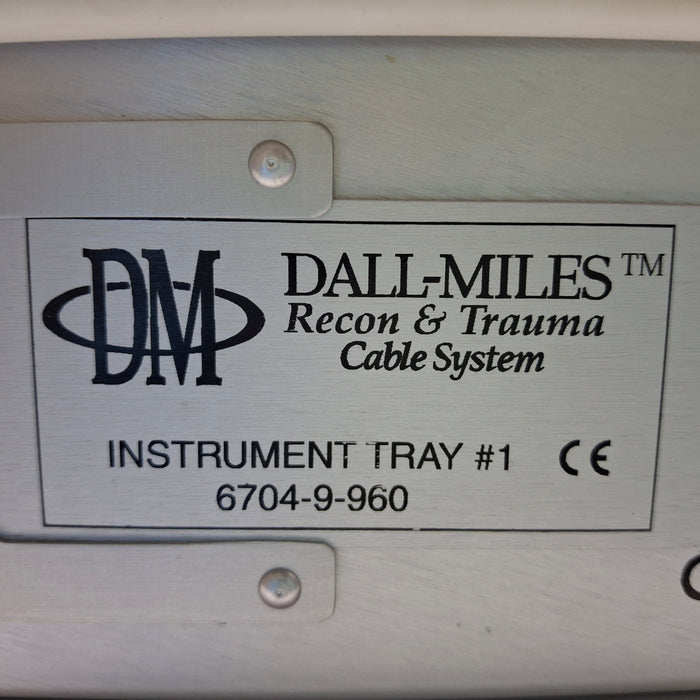 DM
DALL-MILES™
Recon & Trauma
Cable System
INSTRUMENT TRAY #1 CE
6704-9-960